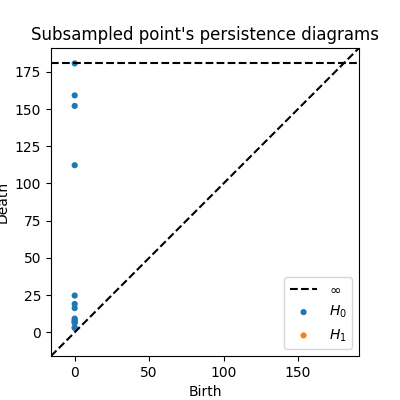 Subsampled point's persistence diagrams
175
150
125
100
75
50
25
0
Death
∞
H₀
H₁
0
50
100
150
Birth